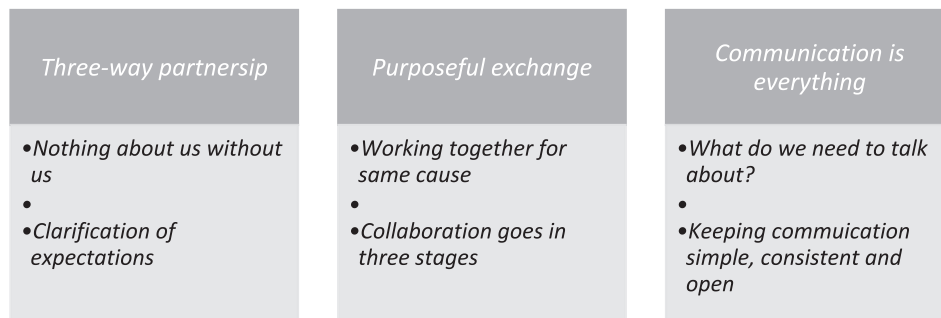 Three-way partnersip
•Nothing about us without
us
•
•Clarification of
expectations
Purposeful exchange
•Working together for
same cause
•
•Collaboration goes in
three stages
Communication is
everything
•What do we need to talk
about?
•
•Keeping commuication
simple, consistent and
open